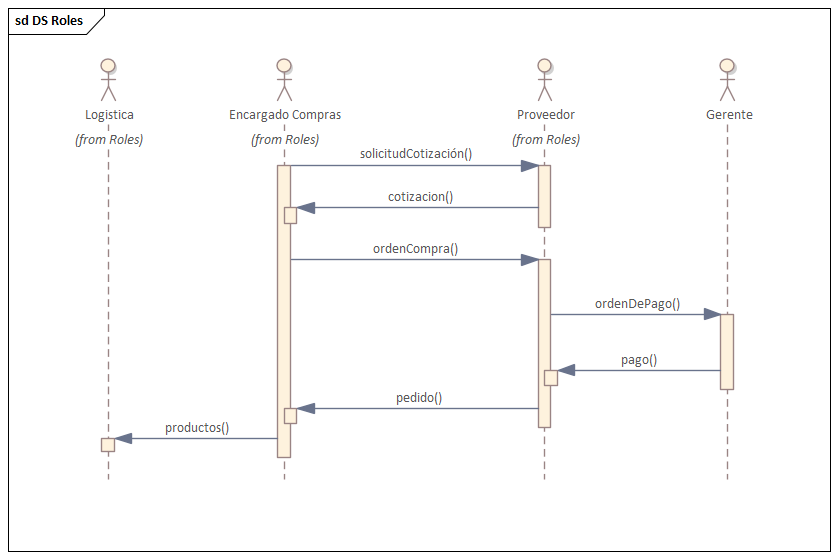 sd DS Roles
Logistica
Encargado Compras
Proveedor
Gerente
(from Roles)
(from Roles)
(from Roles)
solicitudCotización()
cotizacion()
ordenCompra()
ordenDePago()
pago()
pedido()
productos()